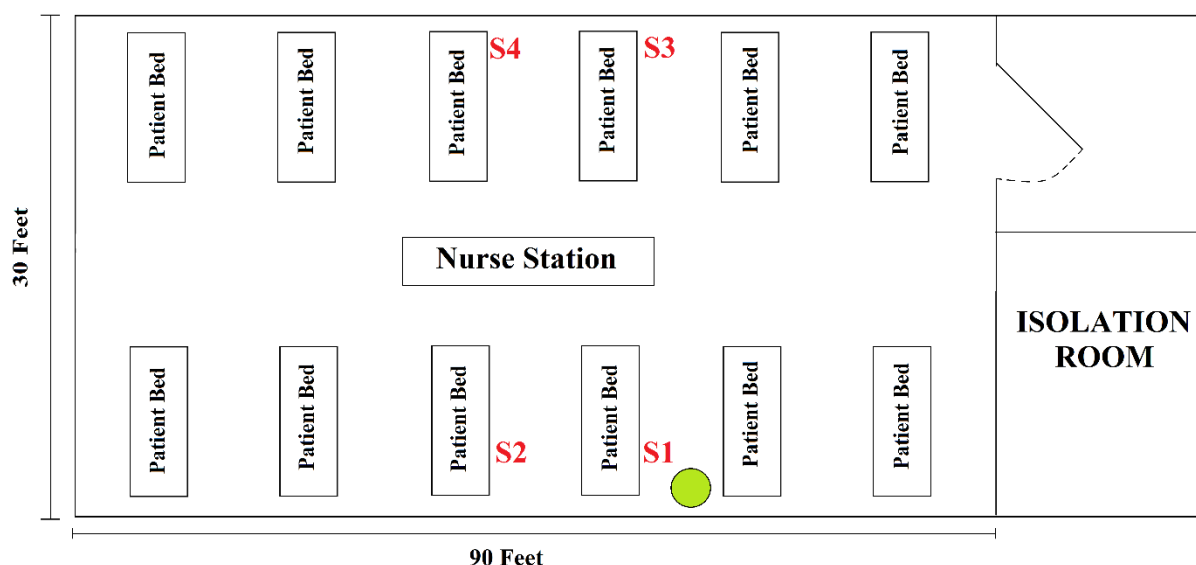 Patient Bed
Patient Bed
Patient Bed
S4
Patient Bed
S3
Patient Bed
Patient Bed
30 Feet
Nurse Station
ISOLATION
ROOM
Patient Bed
Patient Bed
Patient Bed
S2
Patient Bed
S1
Patient Bed
Patient Bed
90 Feet